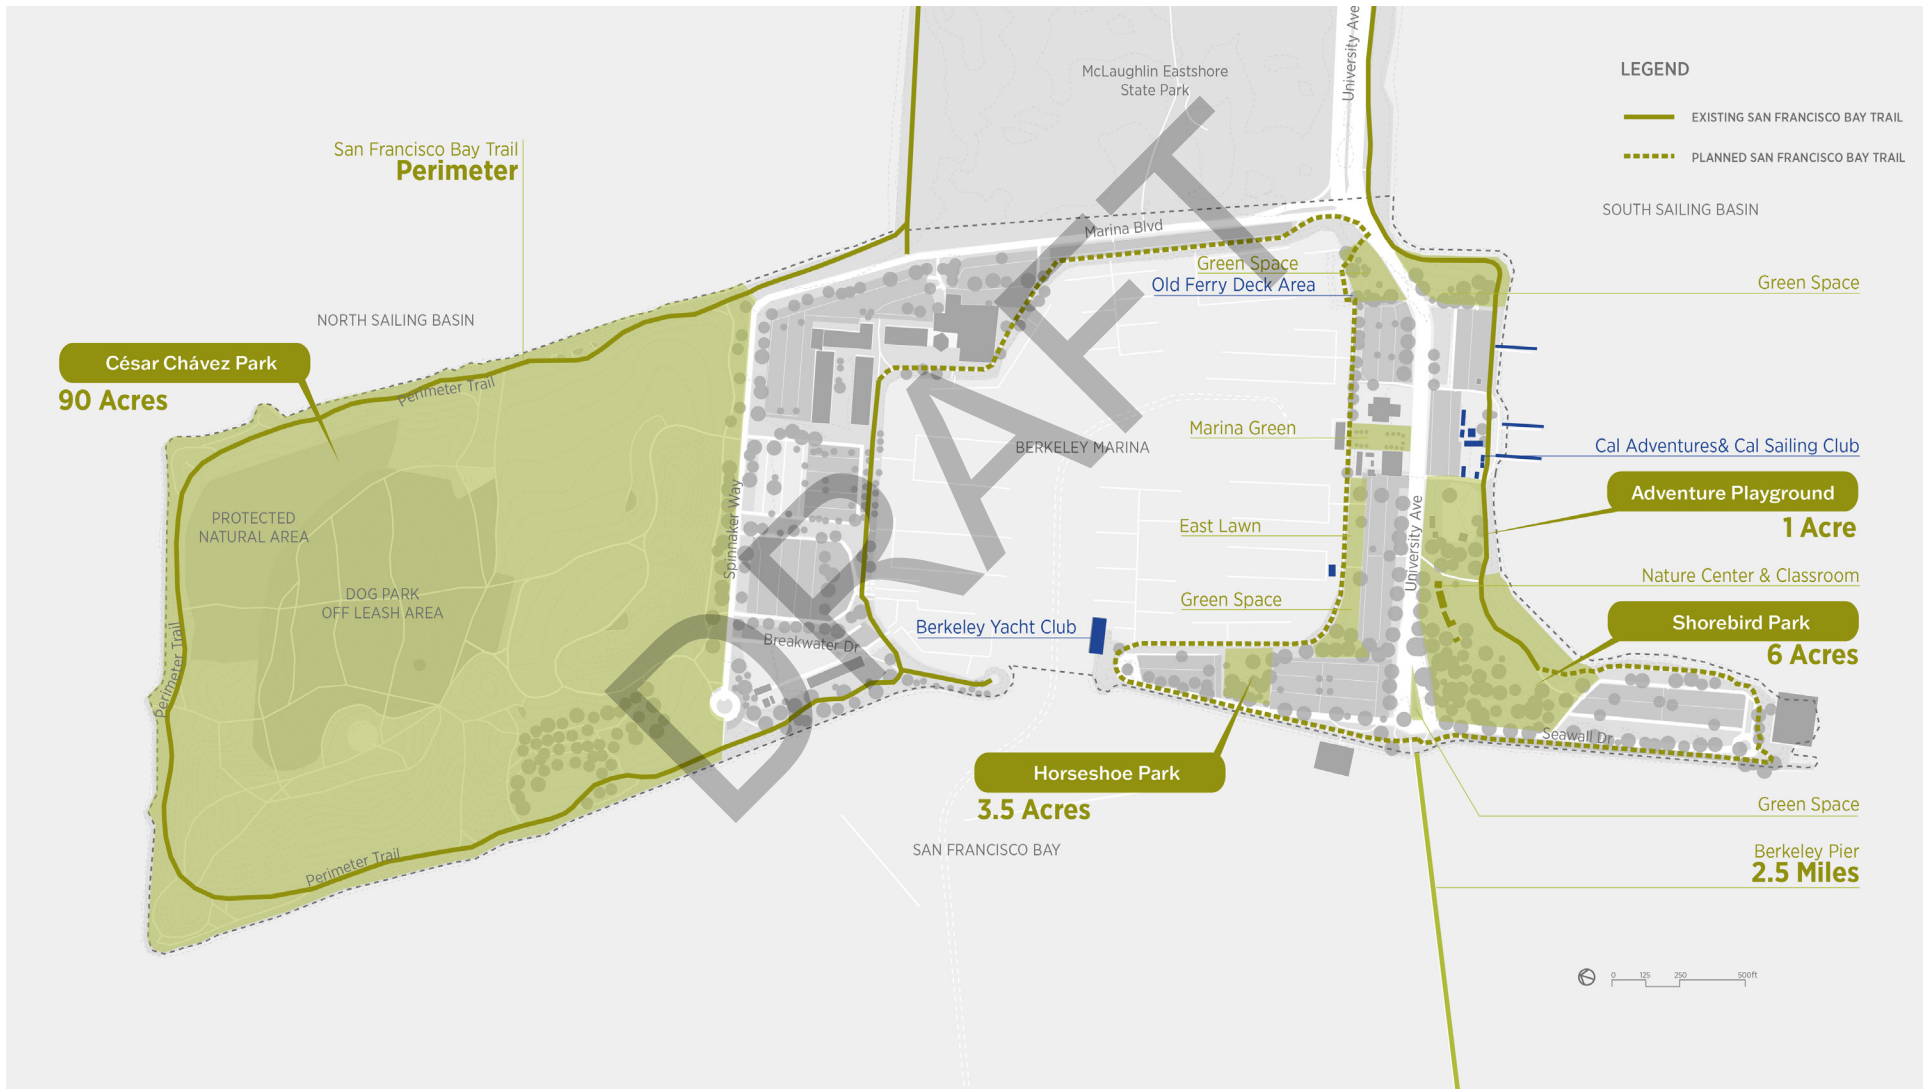 University Ave
McLaughlin Eastshore
State Park
LEGEND
EXISTING SAN FRANCISCO BAY TRAIL
PLANNED SAN FRANCISCO BAY TRAIL
San Francisco Bay Trail
Perimeter
SOUTH SAILING BASIN
Marina Blvd
Green Space
Old Ferry Deck Area
Green Space
NORTH SAILING BASIN
César Chávez Park
90 Acres
Perimeter Trail
Marina Green
BERKELEY MARINA
Cal Adventures& Cal Sailing Club
Adventure Playground
1 Acre
PROTECTED
NATURAL AREA
Spinnaker Way
East Lawn
University Ave
DOG PARK
OFF LEASH AREA
Nature Center & Classroom
Green Space
Shorebird Park
6 Acres
Berkeley Yacht Club
Breakwater Dr
Perimeter Trail
Seawall Dr
Horseshoe Park
3.5 Acres
Green Space
SAN FRANCISCO BAY
Berkeley Pier
2.5 Miles
Perimeter Trail
0 125 250 500ft
DRAFT